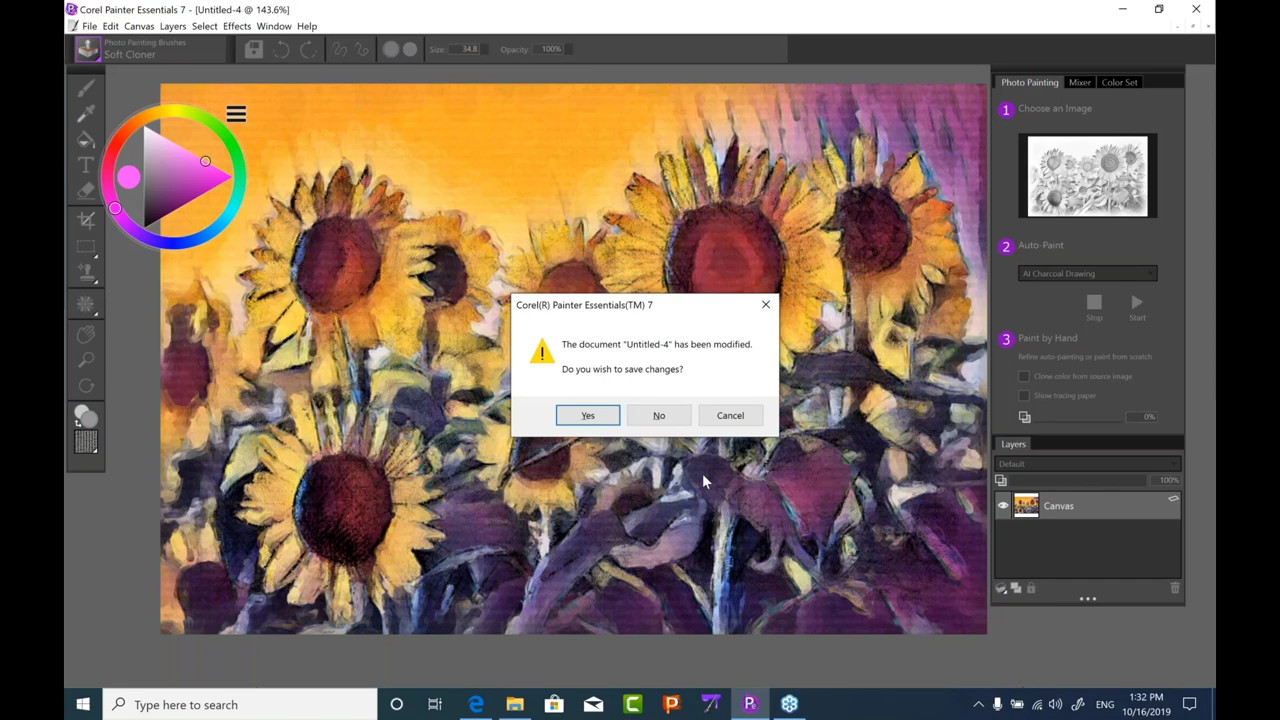 Corel Painter Essentials 7 - [Untitled-4 @ 143.6%]
File Edit Canvas Layers Select Effects Window Help
Photo Painting Brushes
Soft Cloner
Size: 34.8 Opacity: 100%
Photo Painting Mixer Color Set
1 Choose an Image
2 Auto-Paint
AI Charcoal Drawing
Stop Start
3 Paint by Hand
Refine auto-painting or paint from scratch
Clone color from source image
Show tracing paper
0%
Layers
Default
100%
Canvas
Corel(R) Painter Essentials(TM) 7
The document "Untitled-4" has been modified.
Do you wish to save changes?
Yes No Cancel
Type here to search
ENG
1:32 PM
10/16/2019